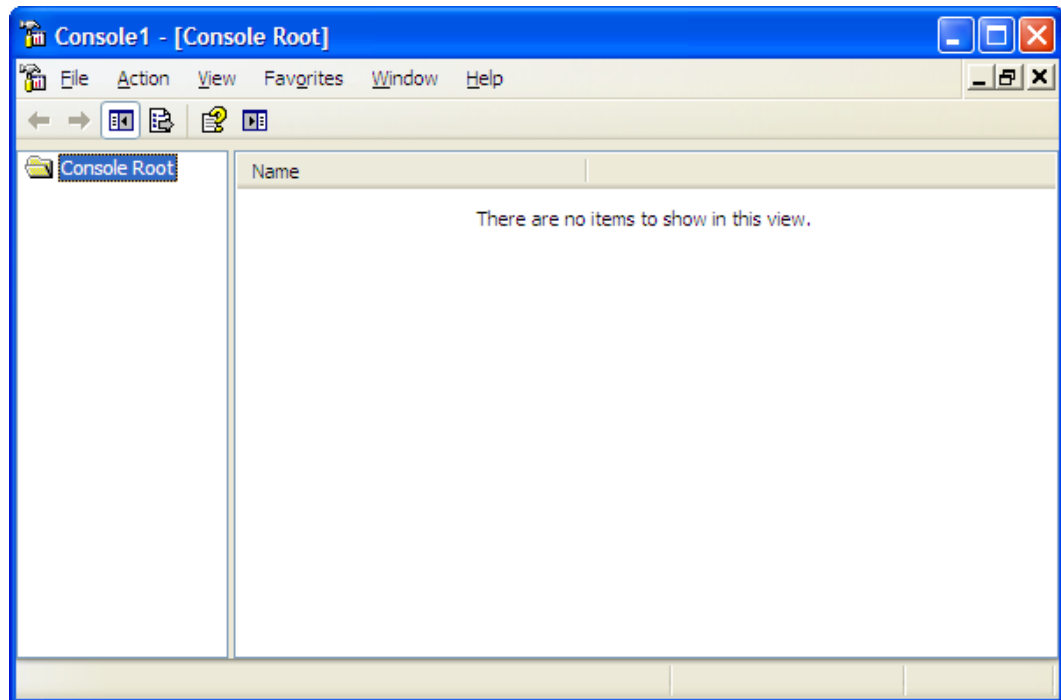 Console1 - [Console Root]
File Action View Favorites Window Help
Console Root
Name
There are no items to show in this view.